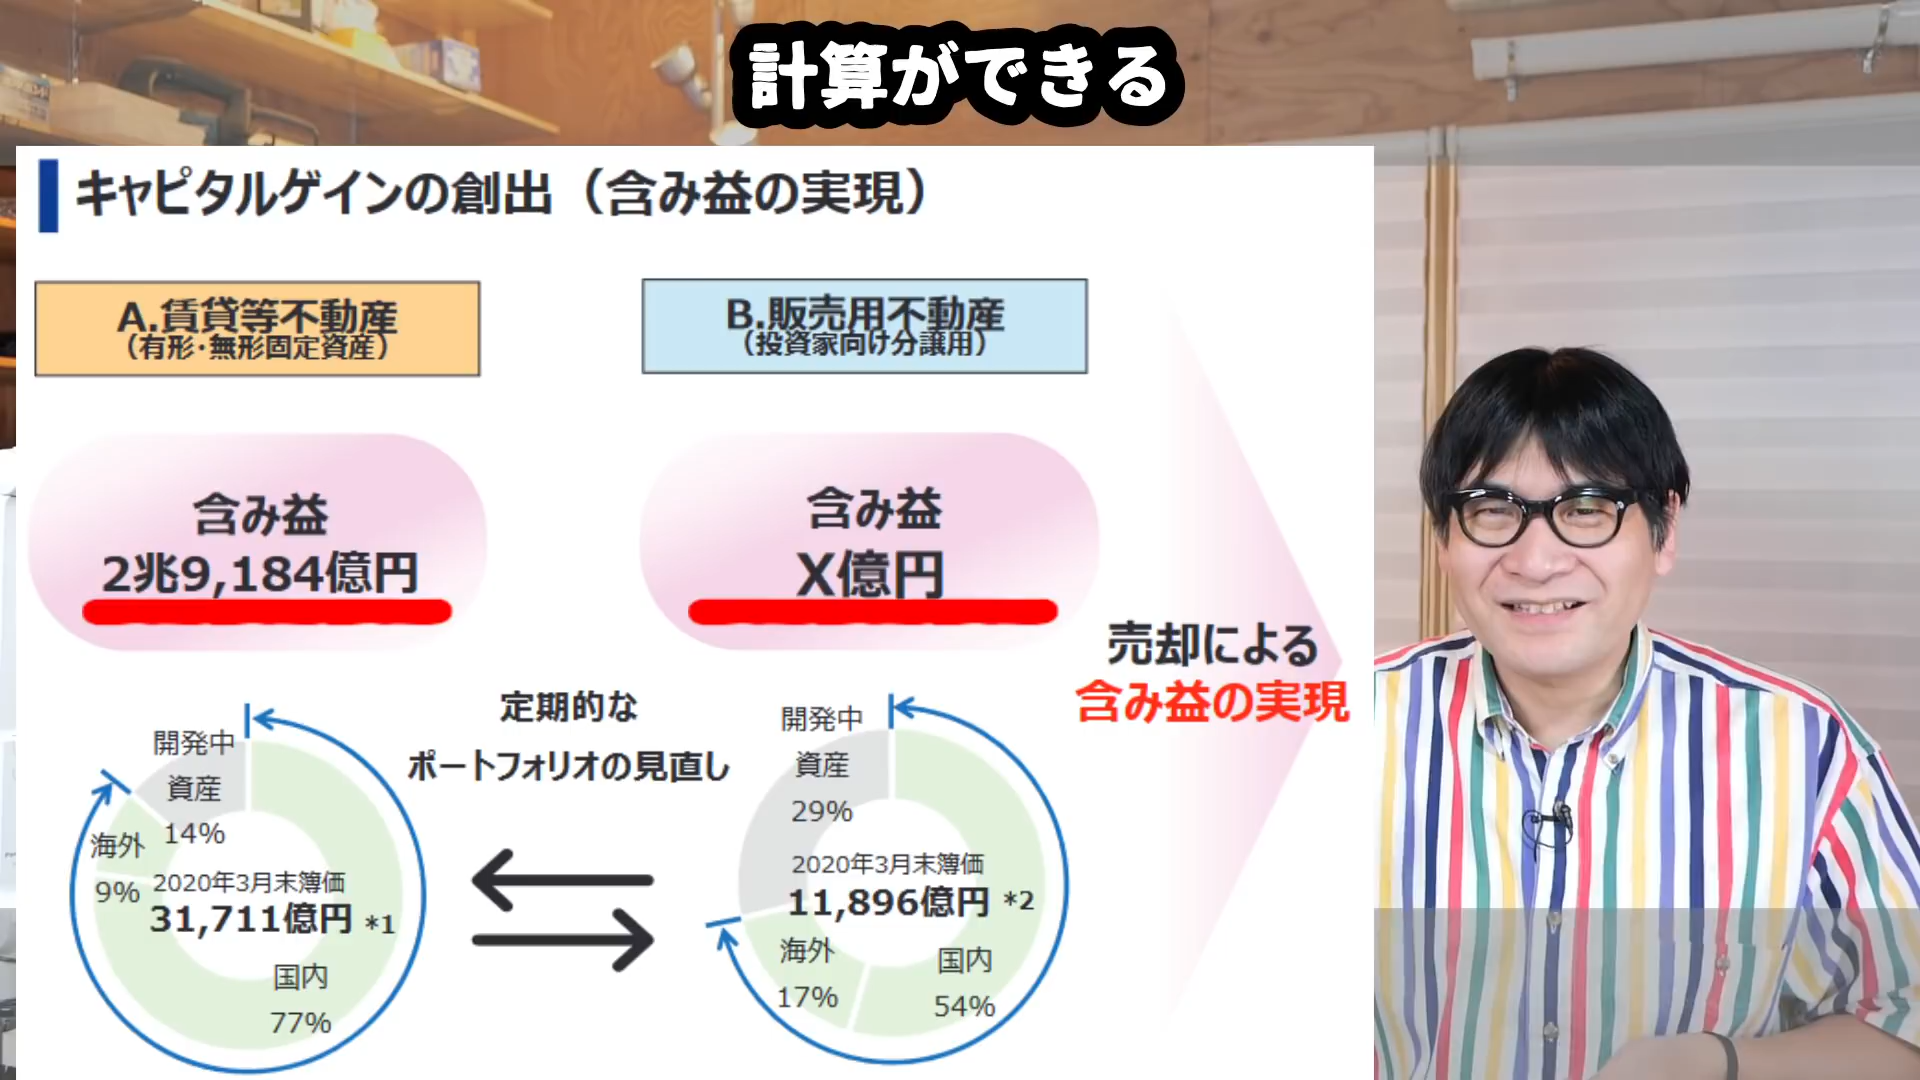 計算ができる
キャピタルゲインの創出（含み益の実現）
A.賃貸等不動産
（有形・無形固定資産）
B.販売用不動産
（投資家向け分譲用）
含み益
2兆9,184億円
含み益
X億円
売却による
含み益の実現
定期的な
ポートフォリオの見直し
開発中
資産
14%
海外
9%
2020年3月末簿価
31,711億円 *1
国内
77%
開発中
資産
29%
2020年3月末簿価
11,896億円 *2
海外
17%
国内
54%